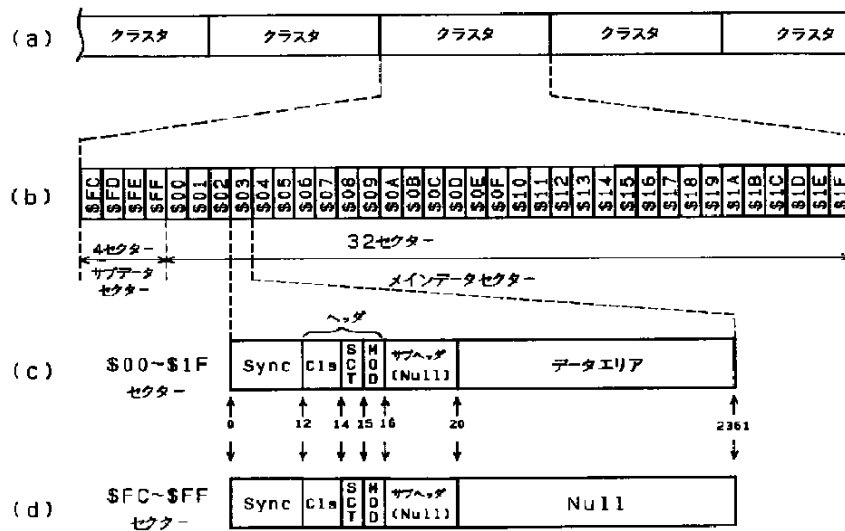 (a) クラスタ クラスタ クラスタ クラスタ クラスタ
(b) $FC $FD $FE $FF $00 $01 $02 $03 $04 $05 $06 $07 $08 $09 $0A $0B $0C $0D $0E $0F $10 $11 $12 $13 $14 $15 $16 $17 $18 $19 $1A $1B $1C $1D $1E $1F
4セクター 32セクター
サブデータ メインデータセクター
セクター
ヘッダ
(c) $00~$1F Sync Cls SCT MOD サブヘッダ データエリア
セクター (Null)
0 12 14 15 16 20 2361
(d) $FC~$FF Sync Cls SCT MOD サブヘッダ Null
セクター (Null)